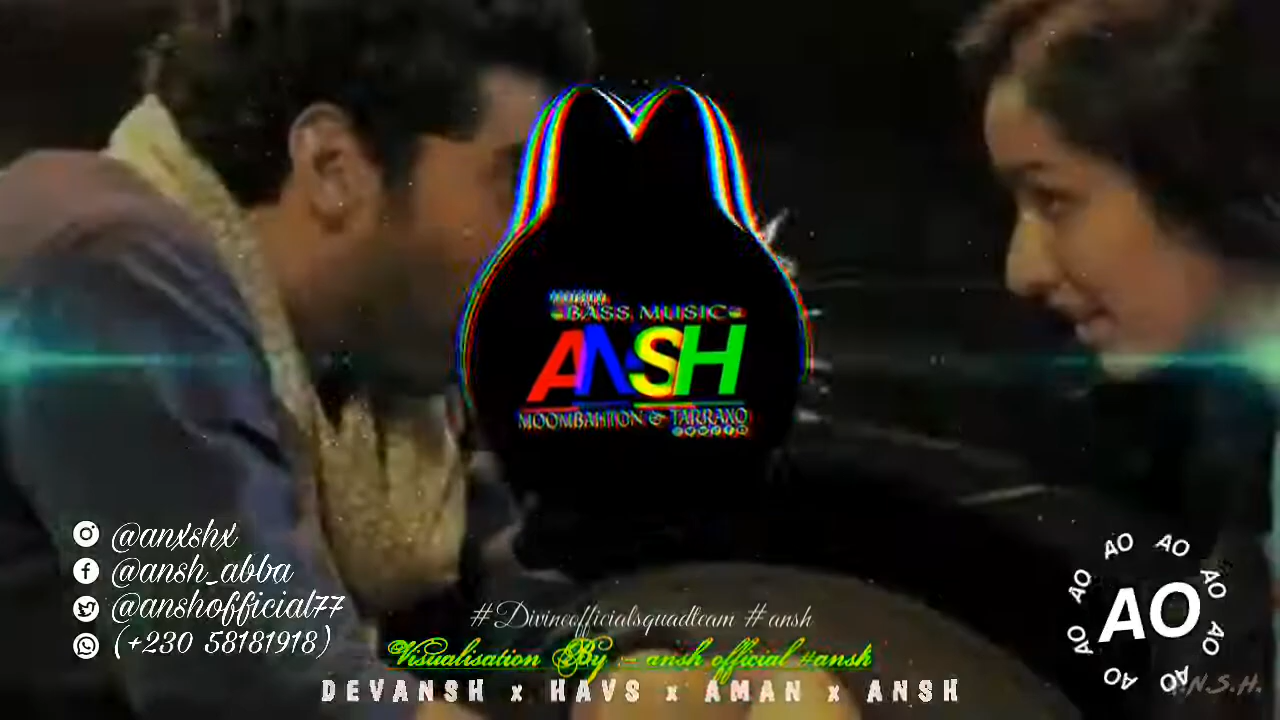 BASS MUSIC
ANSH
MOOMBAHTON & TARRAXO
@anxshx
@ansh_abba
@anshofficial77
(+230 58181918)
#Divineofficialsquadteam #ansh
Visualisation By :- ansh official #ansh
DEVANSH x HAVS x AMAN x ANSH
AO AO AO AO AO AO AO AO
AO
A.N.S.H.